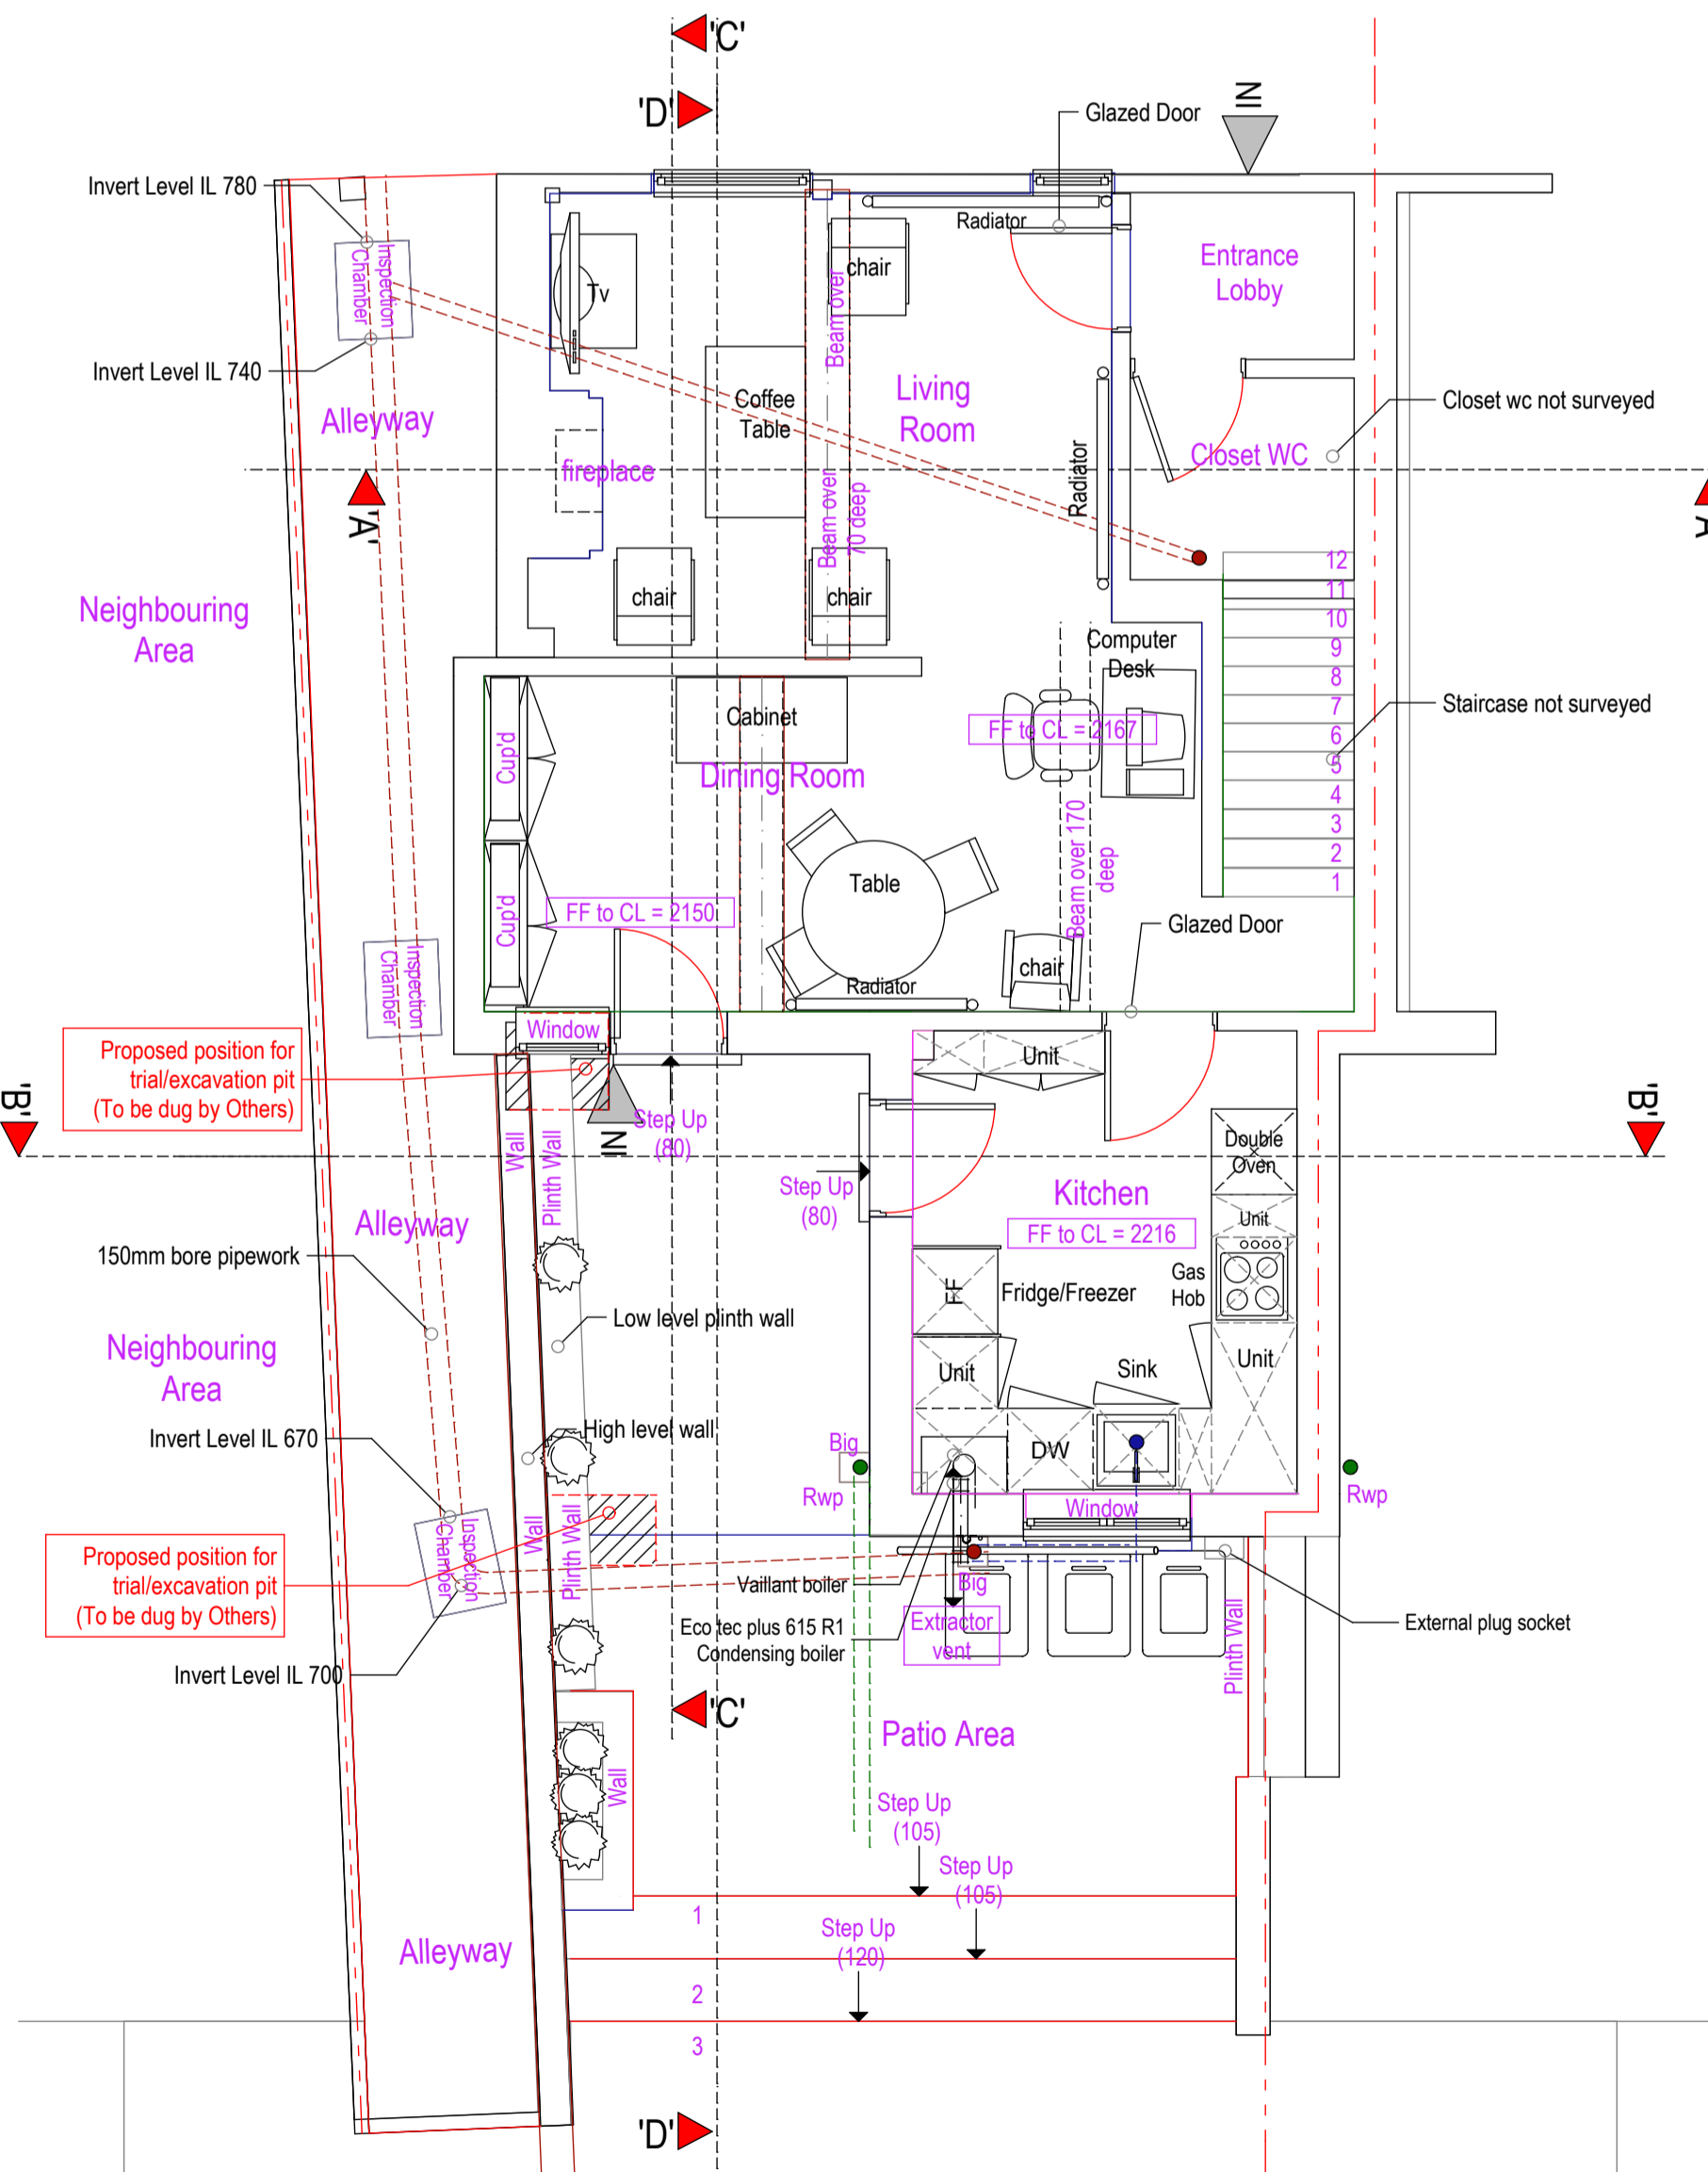 'C'
'D'
Glazed Door
IN
Invert Level IL 780
Inspection
Chamber
Invert Level IL 740
Alleyway
Tv
chair
Radiator
Entrance
Lobby
Beam over
Coffee
Table
Living
Room
Closet wc not surveyed
Closet WC
fireplace
Radiator
Beam over
70 deep
'A'
'A
Neighbouring
Area
chair
chair
12
11
10
9
8
7
6
5
4
3
2
1
Computer
Desk
Staircase not surveyed
Cabinet
FF to CL = 2167
Dining Room
Cup'd
Cup'd
Table
Beam over 170
deep
FF to CL = 2150
Glazed Door
chair
Radiator
Inspection
Chamber
Window
Proposed position for
trial/excavation pit
(To be dug by Others)
Unit
'B'
'B'
Step Up
(80)
IN
Wall
Plinth Wall
Double
Oven
Step Up
(80)
Kitchen
FF to CL = 2216
Unit
Alleyway
150mm bore pipework
Gas
Hob
FF
Fridge/Freezer
Low level plinth wall
Neighbouring
Area
Unit
Sink
Unit
Invert Level IL 670
High level wall
Big
DW
Rwp
Rwp
Window
Inspection
Chamber
Wall
Plinth Wall
Proposed position for
trial/excavation pit
(To be dug by Others)
Vaillant boiler
Big
Eco tec plus 615 R1
Condensing boiler
Extractor
vent
Plinth Wall
External plug socket
Invert Level IL 700
'C'
Patio Area
Wall
Step Up
(105)
Step Up
(105)
1
Step Up
(120)
Alleyway
2
3
'D'